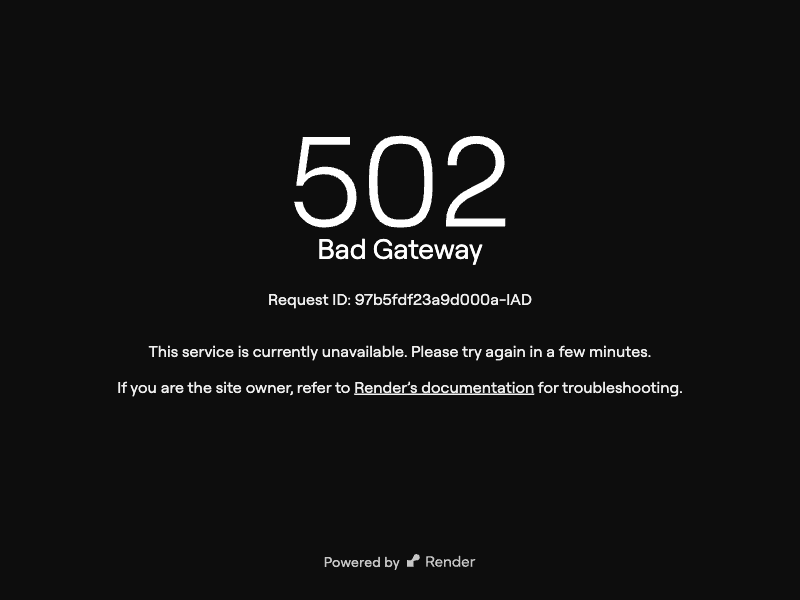 502
Bad Gateway
Request ID: 97b5fdf23a9d000a-IAD
This service is currently unavailable. Please try again in a few minutes.
If you are the site owner, refer to Render’s documentation for troubleshooting.
Powered by Render